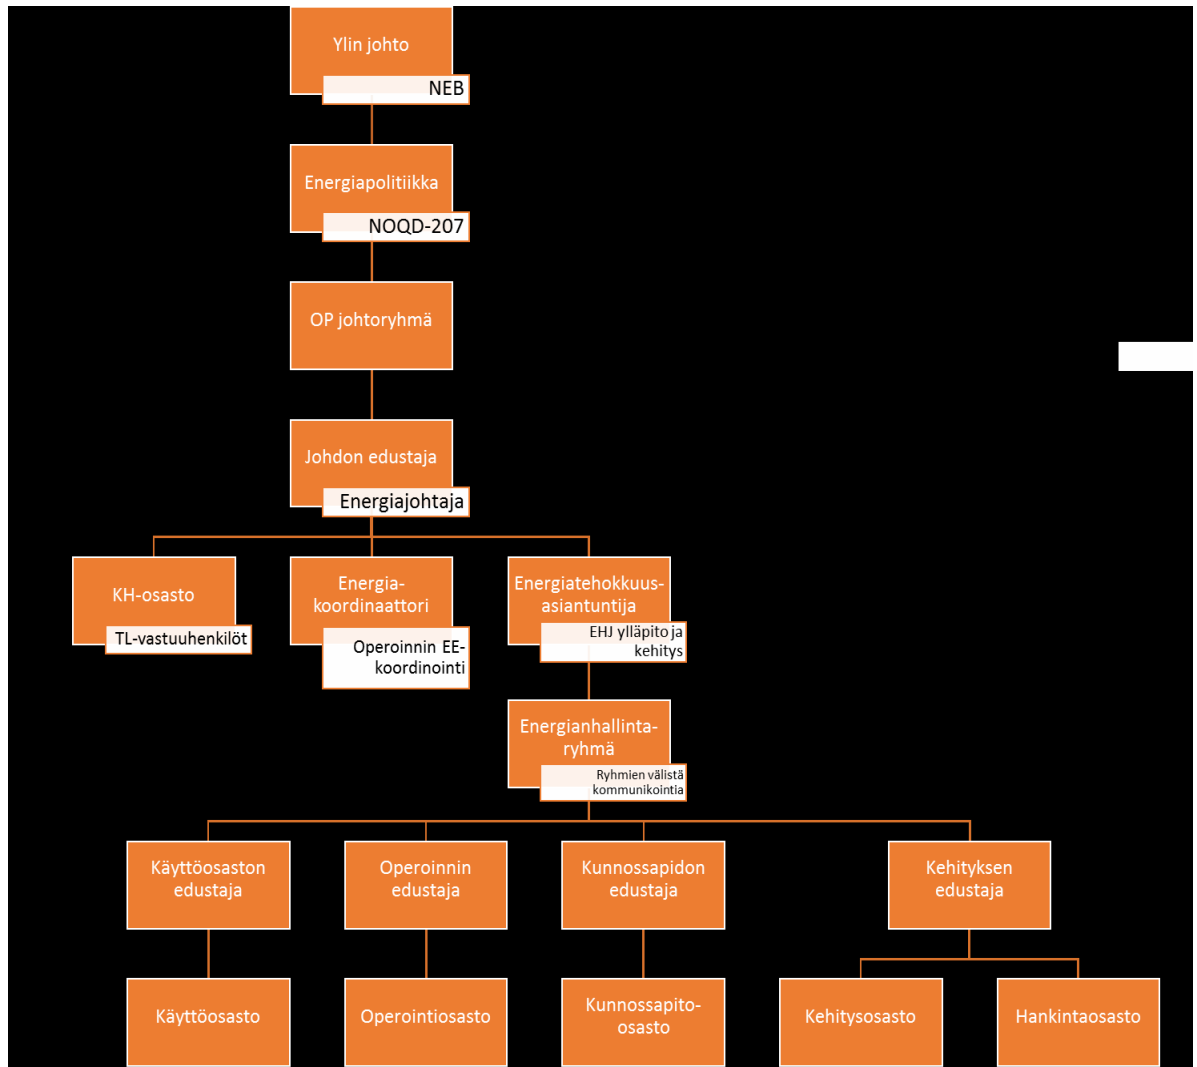 Ylin johto
NEB
Energiapolitiikka
NOQD-207
OP johtoryhmä
Johdon edustaja
Energiajohtaja
KH-osasto
TL-vastuuhenkilöt
Energia-
koordinaattori
Operoinnin EE-
koordinointi
Energiatehokkuus-
asiantuntija
EHJ ylläpito ja
kehitys
Energianhallinta-
ryhmä
Ryhmien välistä
kommunikointia
Käyttöosaston
edustaja
Operoinnin
edustaja
Kunnossapidon
edustaja
Kehityksen
edustaja
Käyttöosasto
Operointiosasto
Kunnossapito-
osasto
Kehitysosasto
Hankintaosasto